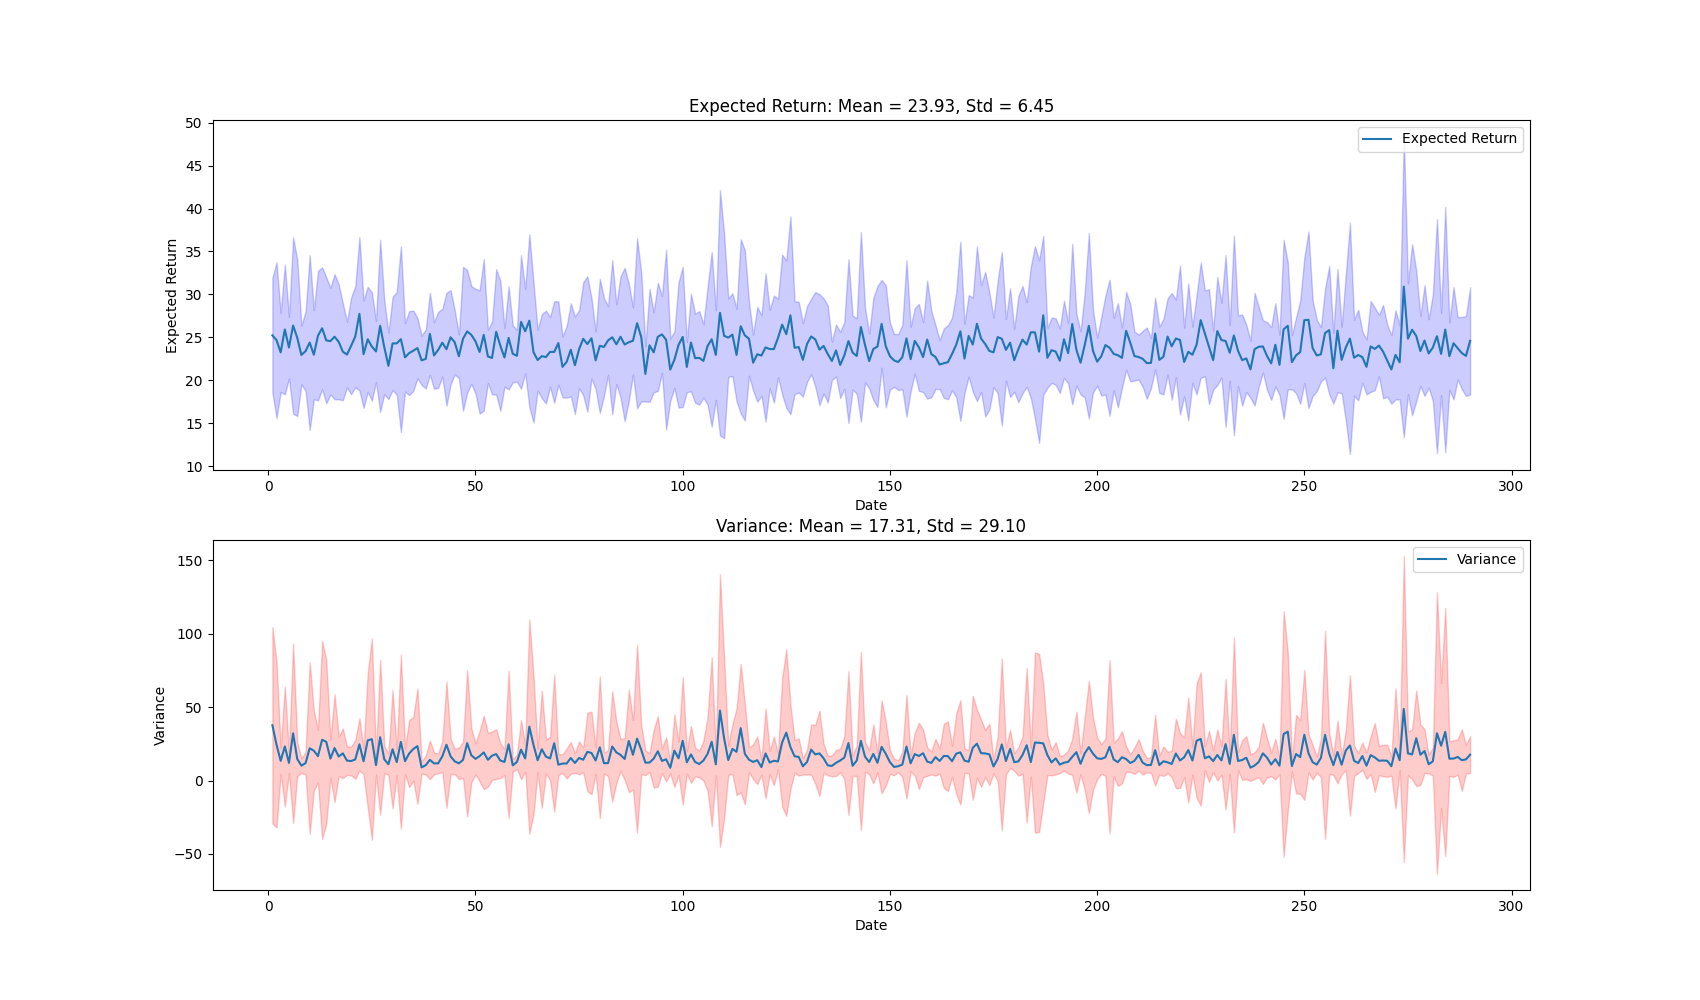 Expected Return: Mean = 23.93, Std = 6.45
50
45
40
35
30
25
20
15
10
Expected Return
Expected Return
0 50 100 150 200 250 300
Date
Variance: Mean = 17.31, Std = 29.10
150
100
50
0
−50
Variance
Variance
0 50 100 150 200 250 300
Date